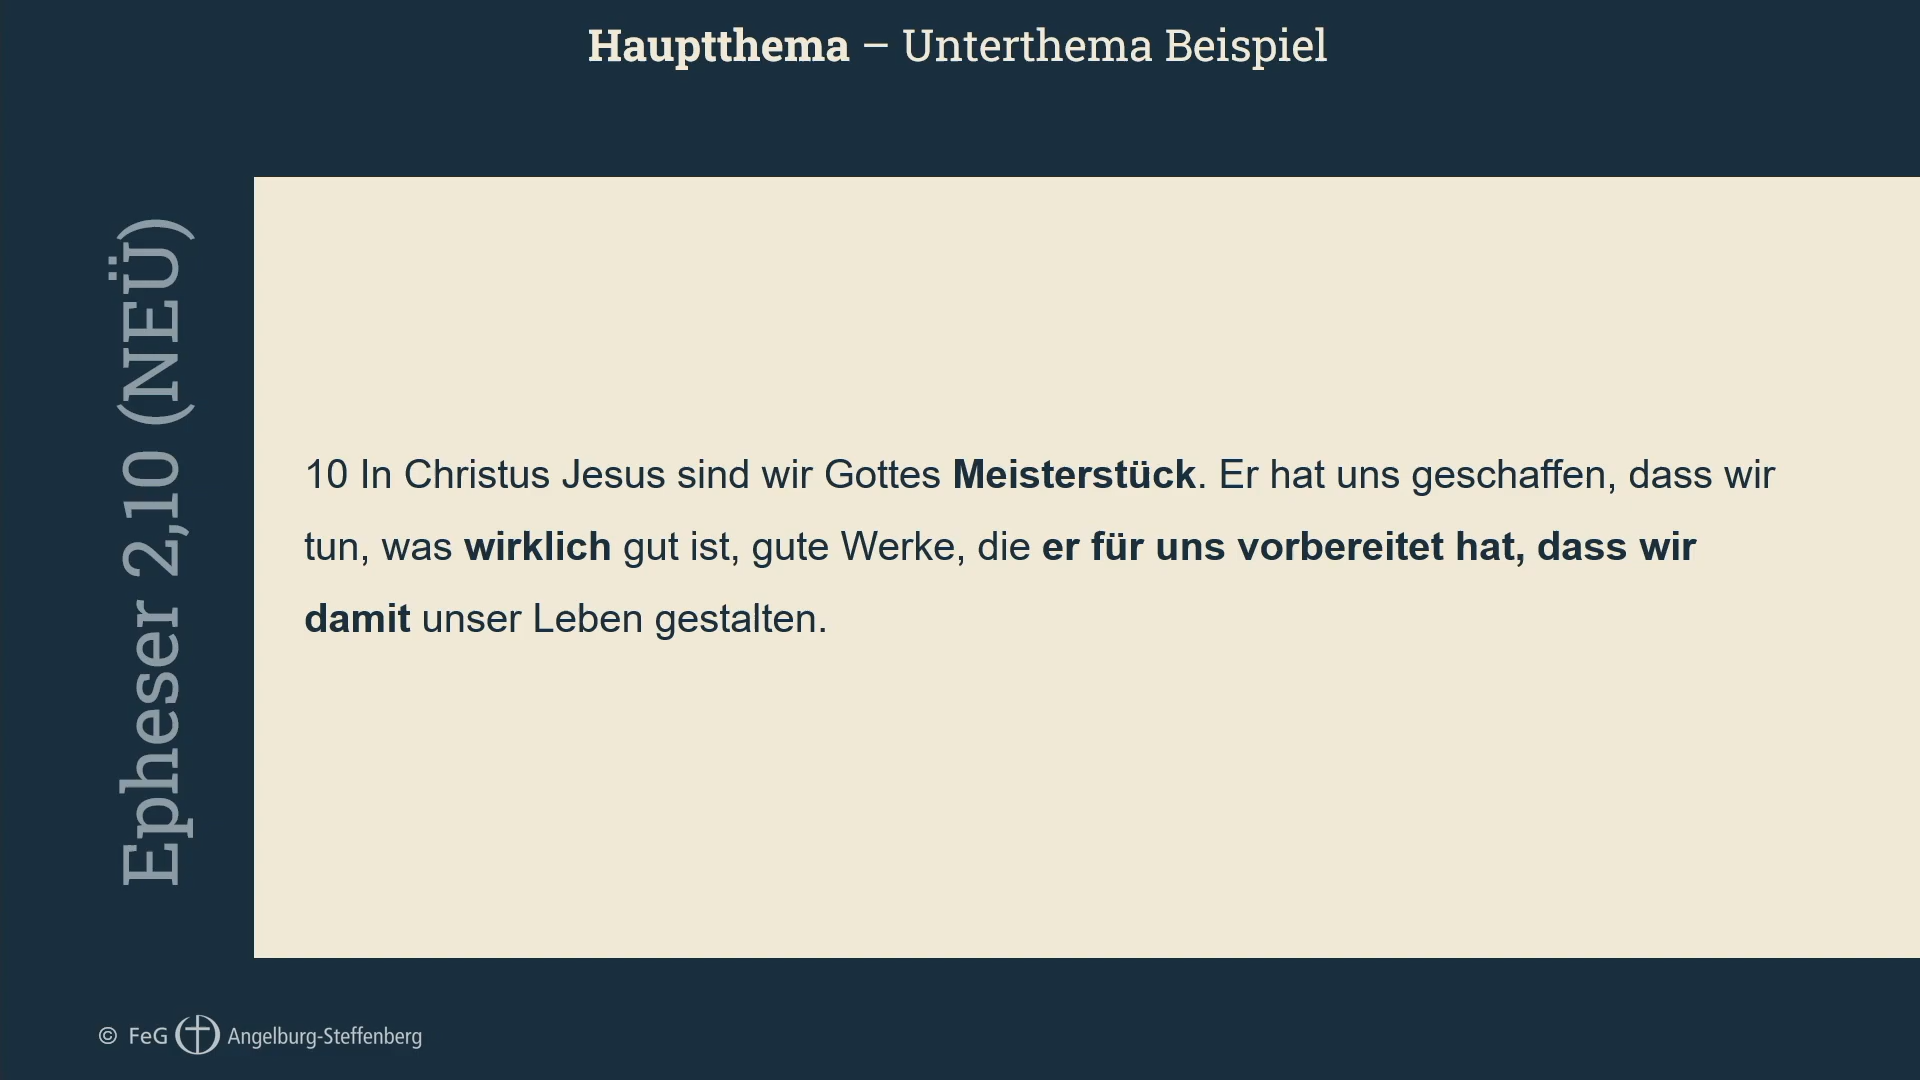 Hauptthema – Unterthema Beispiel
Epheser 2,10 (NEÜ)
10 In Christus Jesus sind wir Gottes Meisterstück. Er hat uns geschaffen, dass wir
tun, was wirklich gut ist, gute Werke, die er für uns vorbereitet hat, dass wir
damit unser Leben gestalten.
© FeG Angelburg-Steffenberg